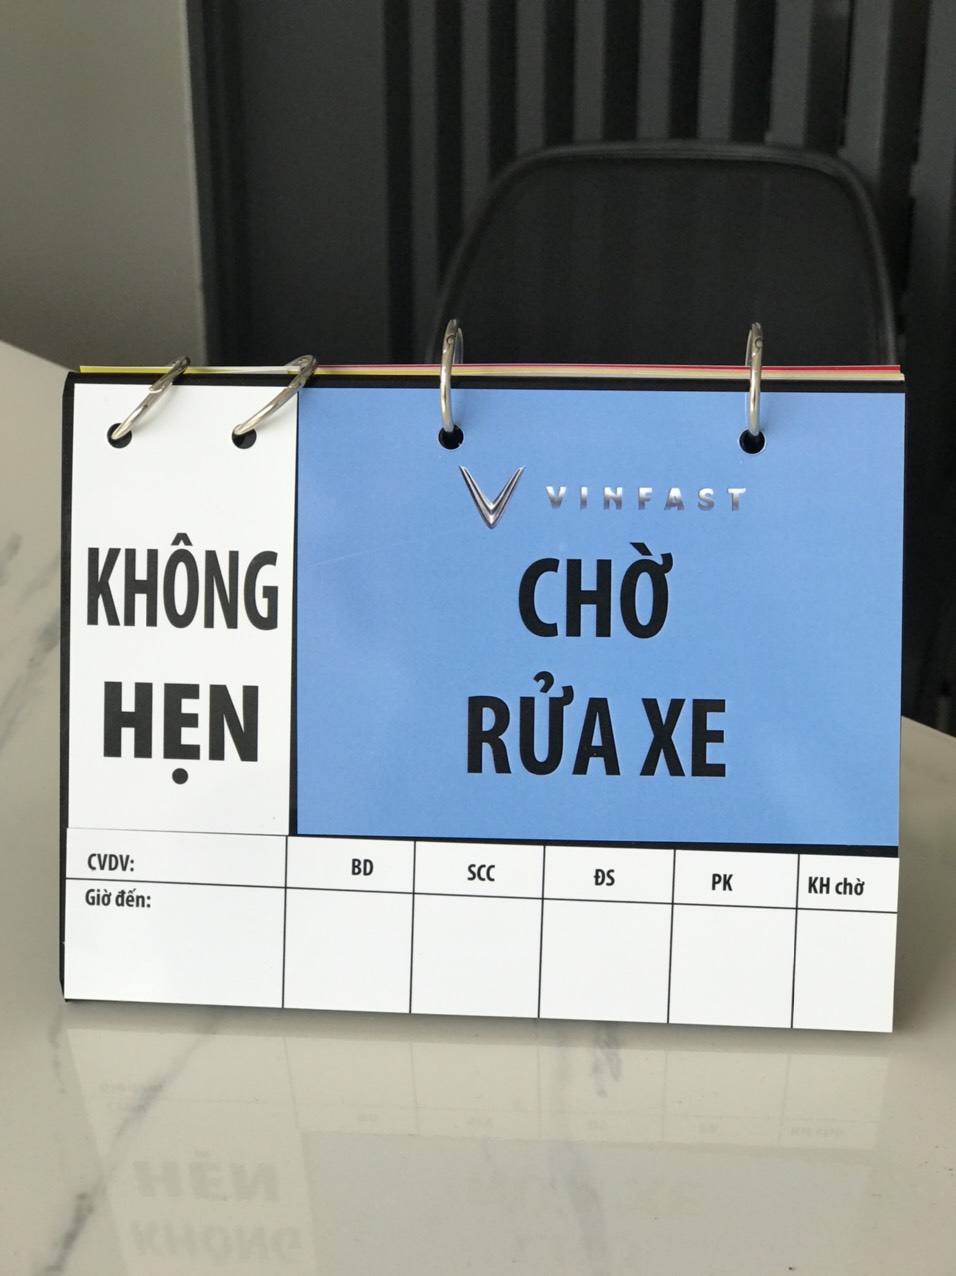 VINFAST
KHÔNG
HẸN
CHỜ
RỬA XE
CVDV:
BD
SCC
ĐS
PK
KH chờ
Giờ đến: